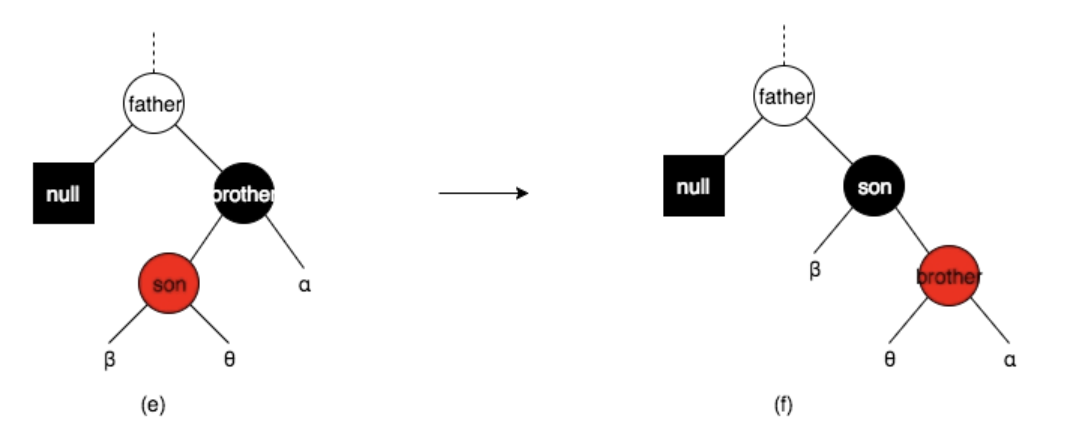 father
null
brother
son
α
β
θ
(e)
father
null
son
β
brother
θ
α
(f)